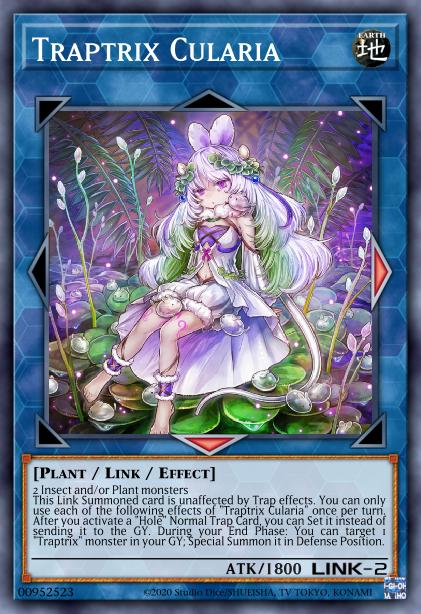 TRAPTRIX CULARIA
EARTH
地
[PLANT / LINK / EFFECT]
2 Insect and/or Plant monsters
This Link Summoned card is unaffected by Trap effects. You can only
use each of the following effects of "Traptrix Cularia" once per turn.
After you activate a "Hole" Normal Trap Card, you can Set it instead of
sending it to the GY. During your End Phase: You can target 1
"Traptrix" monster in your GY; Special Summon it in Defense Position.
ATK/1800 LINK-2
00952523
©2020 Studio Dice/SHUEISHA, TV TOKYO, KONAMI